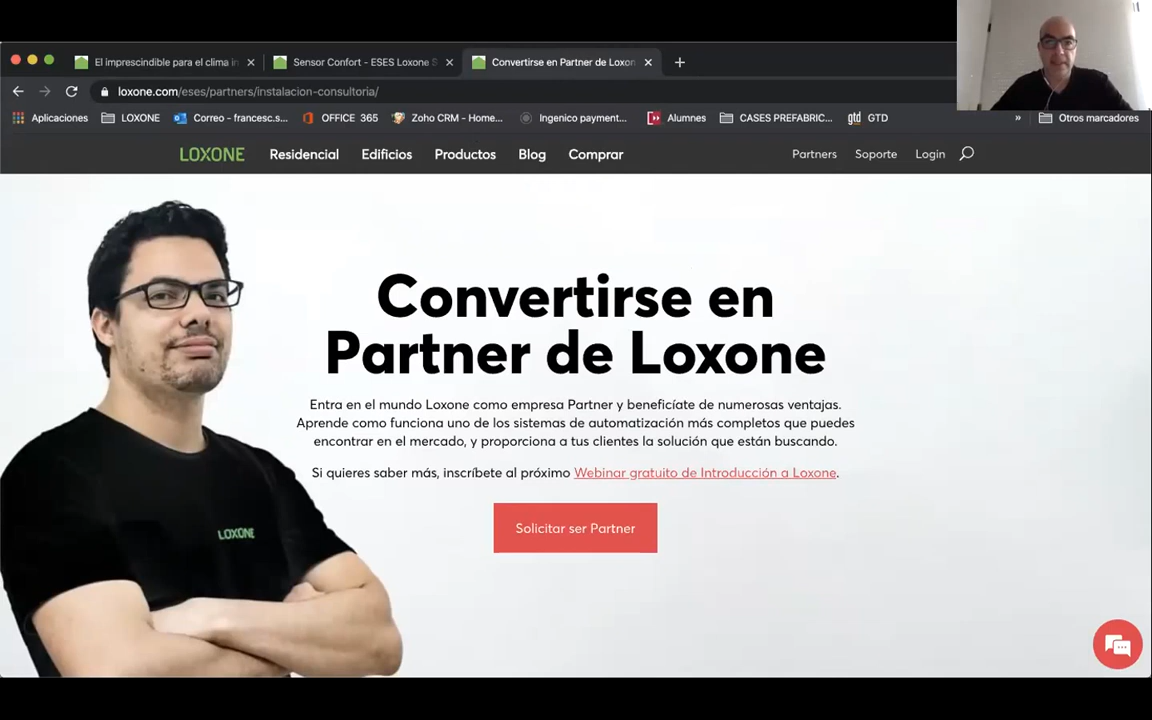 El imprescindible para el clima in
Sensor Confort - ESES Loxone S
Convertirse en Partner de Loxon
loxone.com/eses/partners/instalacion-consultoria/
Aplicaciones
LOXONE
Correo - francesc.s...
OFFICE 365
Zoho CRM - Home...
Ingenico payment...
Alumnes
CASES PREFABRIC...
gtd GTD
»
Otros marcadores
LOXONE
Residencial
Edificios
Productos
Blog
Comprar
Partners
Soporte
Login
Convertirse en
Partner de Loxone
Entra en el mundo Loxone como empresa Partner y benefíciate de numerosas ventajas.
Aprende como funciona uno de los sistemas de automatización más completos que puedes
encontrar en el mercado, y proporciona a tus clientes la solución que están buscando.
Si quieres saber más, inscríbete al próximo Webinar gratuito de Introducción a Loxone.
Solicitar ser Partner
LOXONE